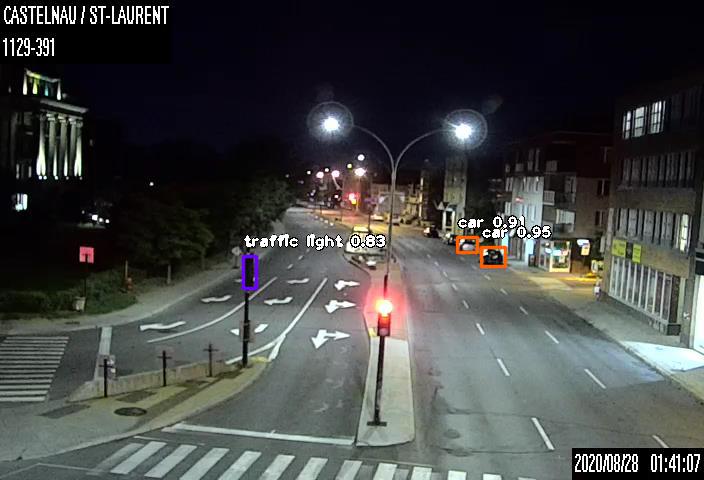 CASTELNAU / ST-LAURENT
1129-391
car 0.91
car 0.95
traffic light 0.83
2020/08/28 01:41:07